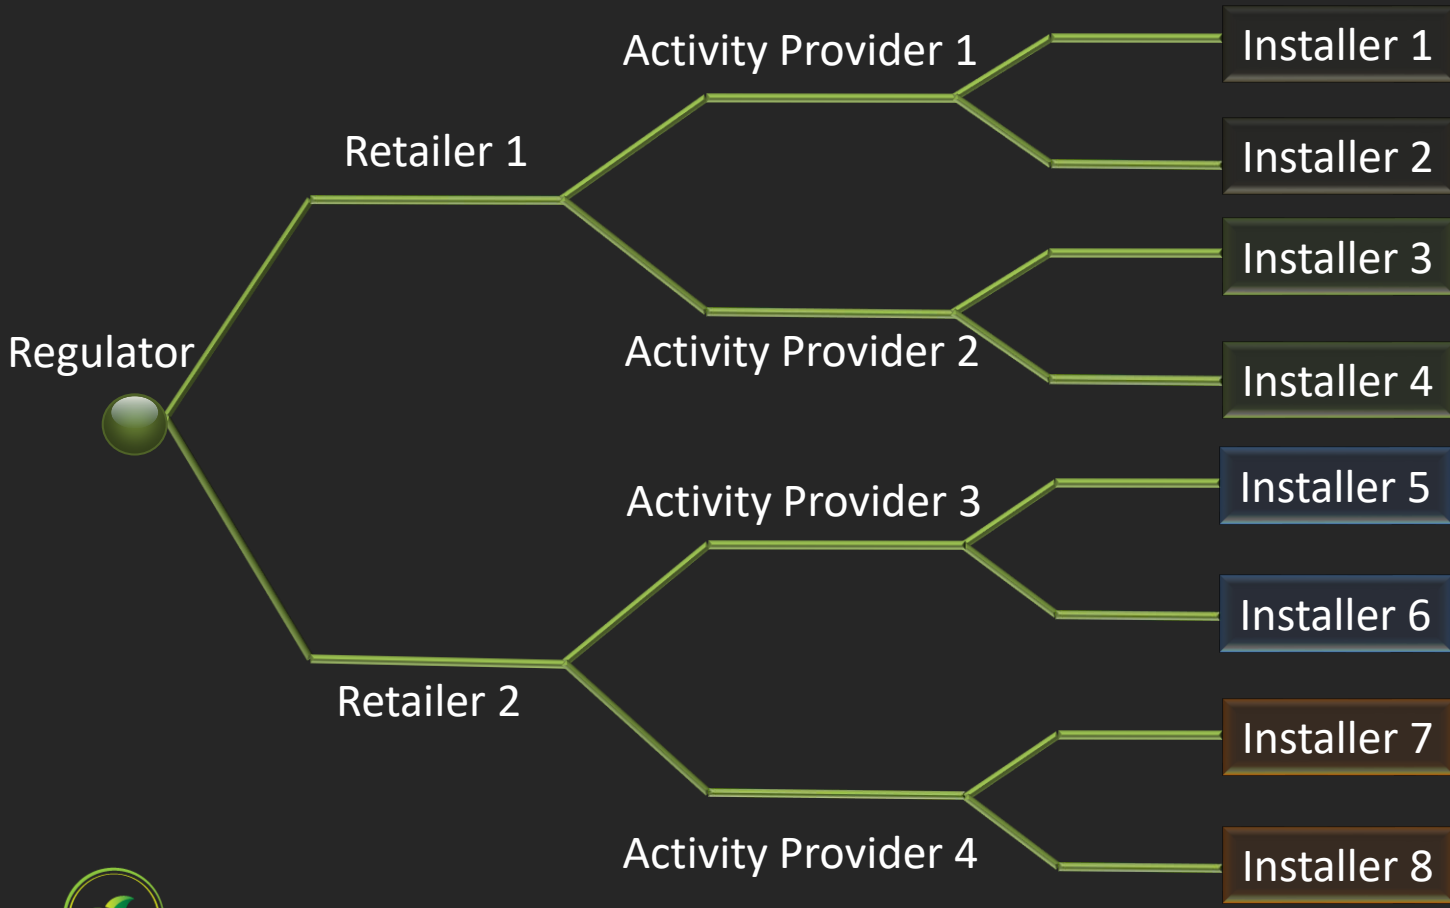 Regulator
Retailer 1
Retailer 2
Activity Provider 1
Activity Provider 2
Activity Provider 3
Activity Provider 4
Installer 1
Installer 2
Installer 3
Installer 4
Installer 5
Installer 6
Installer 7
Installer 8